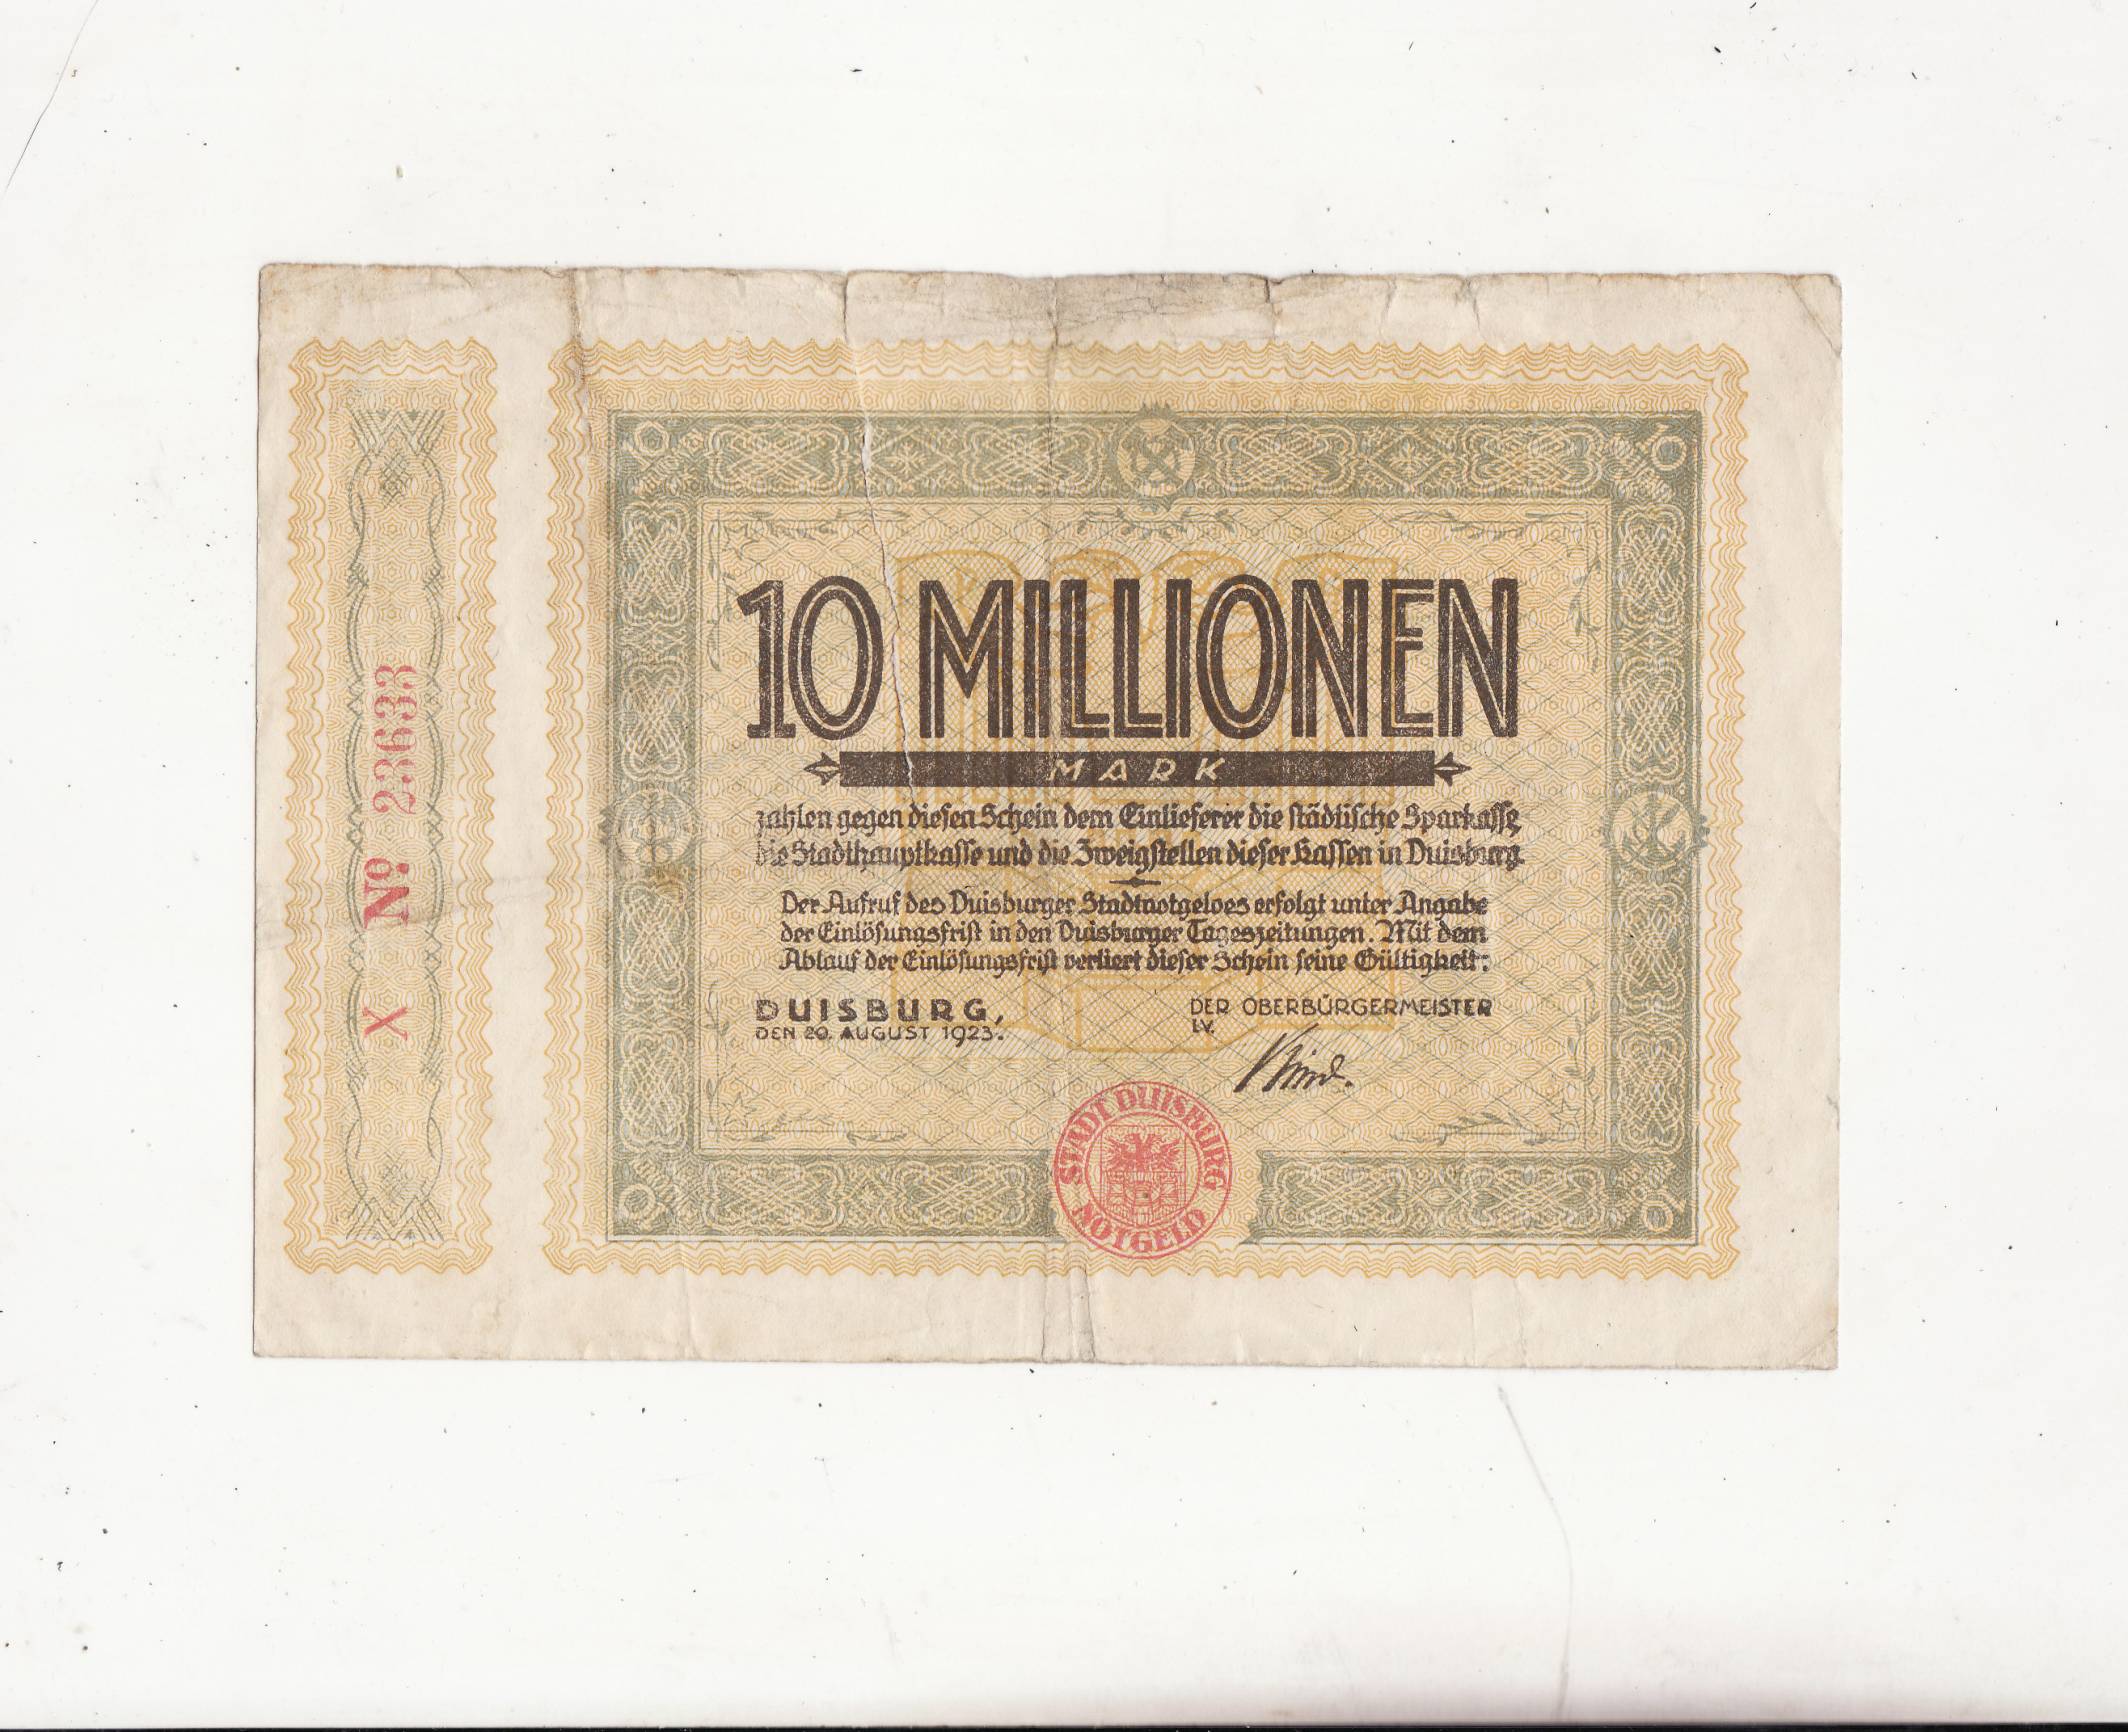 X Nº 23633
10 MILLIONEN
MARK
zahlen gegen diesen Schein dem Einlieferer die städtische Sparkasse,
die Stadthauptkasse und die Zweigstellen dieser Kassen in Duisburg.
Der Aufruf des Duisburger Stadtnotgeldes erfolgt unter Angabe
der Einlösungsfrist in den Duisburger Tageszeitungen. Mit dem
Ablauf der Einlösungsfrist verliert dieser Schein seine Gültigkeit.
DUISBURG,
DEN 20. AUGUST 1923.
DER OBERBÜRGERMEISTER
I.V.
STADT DUISBURG
NOTGELD